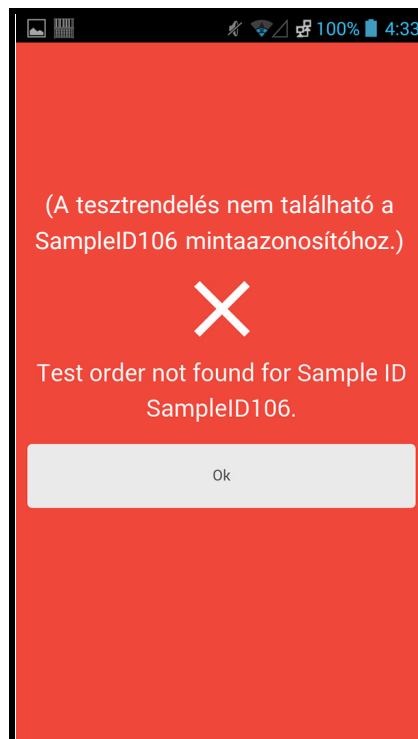 100% 4:33
(A tesztrendelés nem található a
SampleID106 mintaazonosítóhoz.)
Test order not found for Sample ID
SampleID106.
Ok